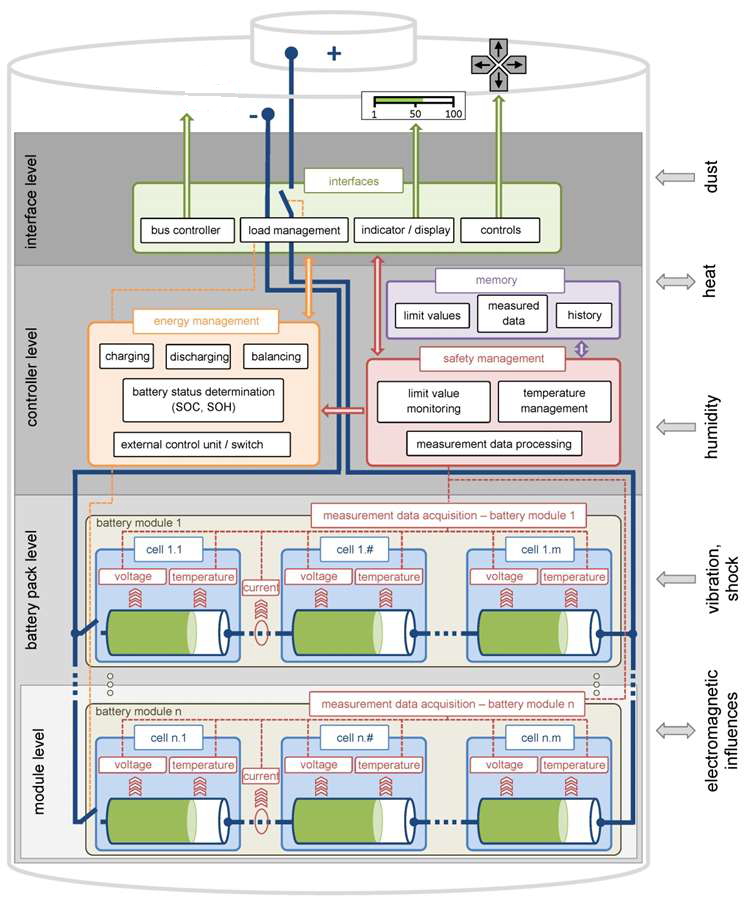 +
-
1 50 100
interface level
interfaces
bus controller
load management
indicator / display
controls
dust
controller level
memory
limit values
measured
data
history
heat
energy management
charging
discharging
balancing
battery status determination
(SOC, SOH)
external control unit / switch
safety management
limit value
monitoring
temperature
management
measurement data processing
humidity
battery pack level
battery module 1
measurement data acquisition – battery module 1
cell 1.1
cell 1.#
cell 1.m
voltage
temperature
current
voltage
temperature
voltage
temperature
vibration,
shock
module level
battery module n
measurement data acquisition – battery module n
cell n.1
cell n.#
cell n.m
voltage
temperature
current
voltage
temperature
voltage
temperature
electromagnetic
influences